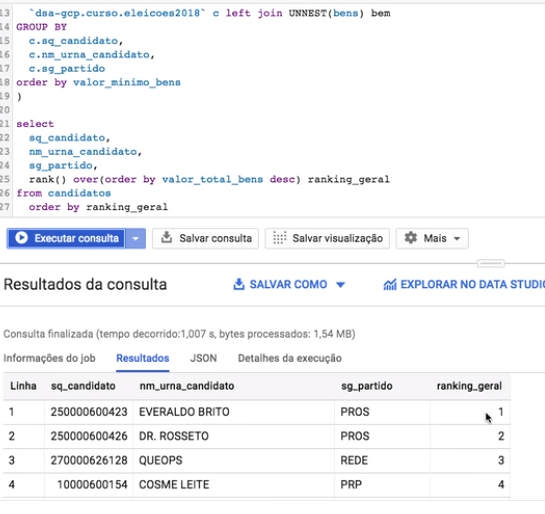 13 `dsa-gcp.curso.eleicoes2018` c left join UNNEST(bens) bem
14 GROUP BY
15 c.sq_candidato,
16 c.nm_urna_candidato,
17 c.sg_partido
18 order by valor_minimo_bens
19 )
20
21 select
22 sq_candidato,
23 nm_urna_candidato,
24 sg_partido,
25 rank() over(order by valor_total_bens desc) ranking_geral
26 from candidatos
27 order by ranking_geral
Executar consulta Salvar consulta Salvar visualização Mais
Resultados da consulta SALVAR COMO EXPLORAR NO DATA STUDIO
Consulta finalizada (tempo decorrido:1,007 s, bytes processados: 1,54 MB)
Informações do job Resultados JSON Detalhes da execução
Linha sq_candidato nm_urna_candidato sg_partido ranking_geral
1 250000600423 EVERALDO BRITO PROS 1
2 250000600426 DR. ROSSETO PROS 2
3 270000626128 QUEOPS REDE 3
4 10000600154 COSME LEITE PRP 4